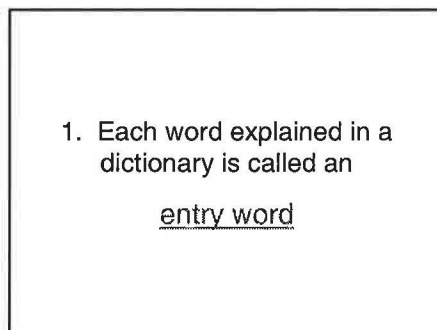 1. Each word explained in a
dictionary is called an
entry word